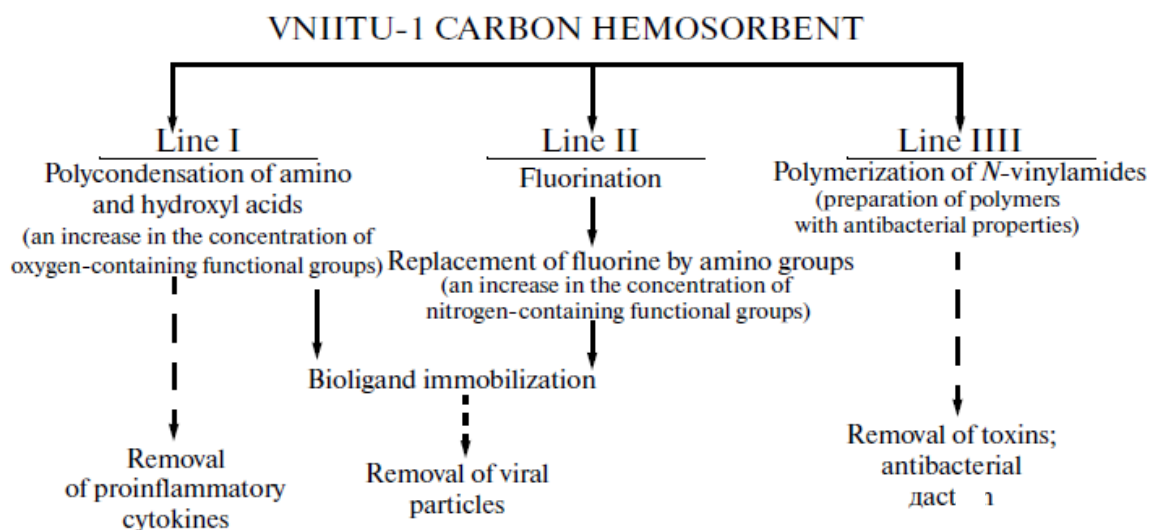 VNIITU-1 CARBON HEMOSORBENT
Line I
Polycondensation of amino
and hydroxyl acids
(an increase in the concentration of
oxygen-containing functional groups)
Line II
Fluorination
Replacement of fluorine by amino groups
(an increase in the concentration of
nitrogen-containing functional groups)
Line IIII
Polymerization of N-vinylamides
(preparation of polymers
with antibacterial properties)
Bioligand immobilization
Removal
of proinflammatory
cytokines
Removal of viral
particles
Removal of toxins;
antibacterial